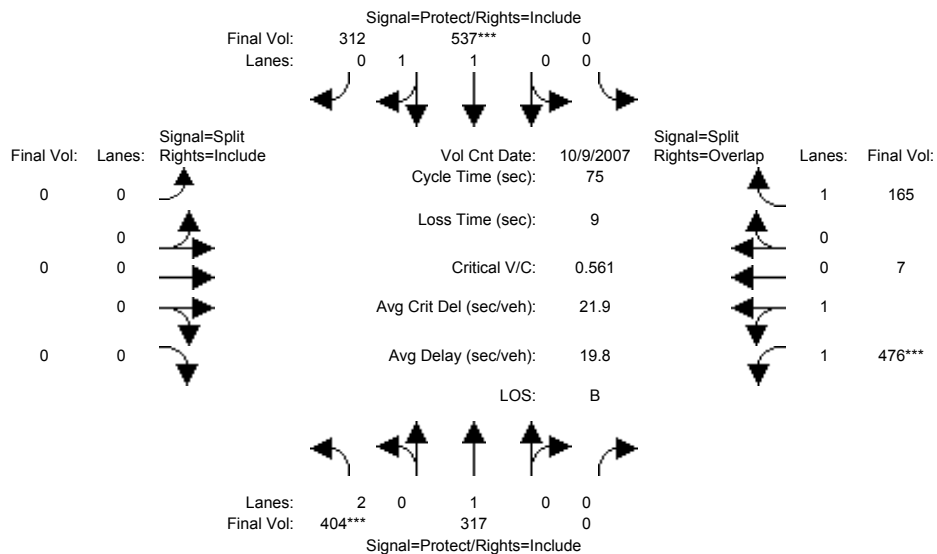 Signal=Protect/Rights=Include
Final Vol: 312 537*** 0
Lanes: 0 1 1 0 0
Signal=Split
Final Vol: Lanes: Rights=Include
Vol Cnt Date: 10/9/2007
Signal=Split
Rights=Overlap Lanes: Final Vol:
Cycle Time (sec): 75
0 0
1 165
Loss Time (sec): 9
0
0
0 0
Critical V/C: 0.561
0 7
0
Avg Crit Del (sec/veh): 21.9
1
0 0
Avg Delay (sec/veh): 19.8
1 476***
LOS: B
Lanes: 2 0 1 0 0
Final Vol: 404*** 317 0
Signal=Protect/Rights=Include